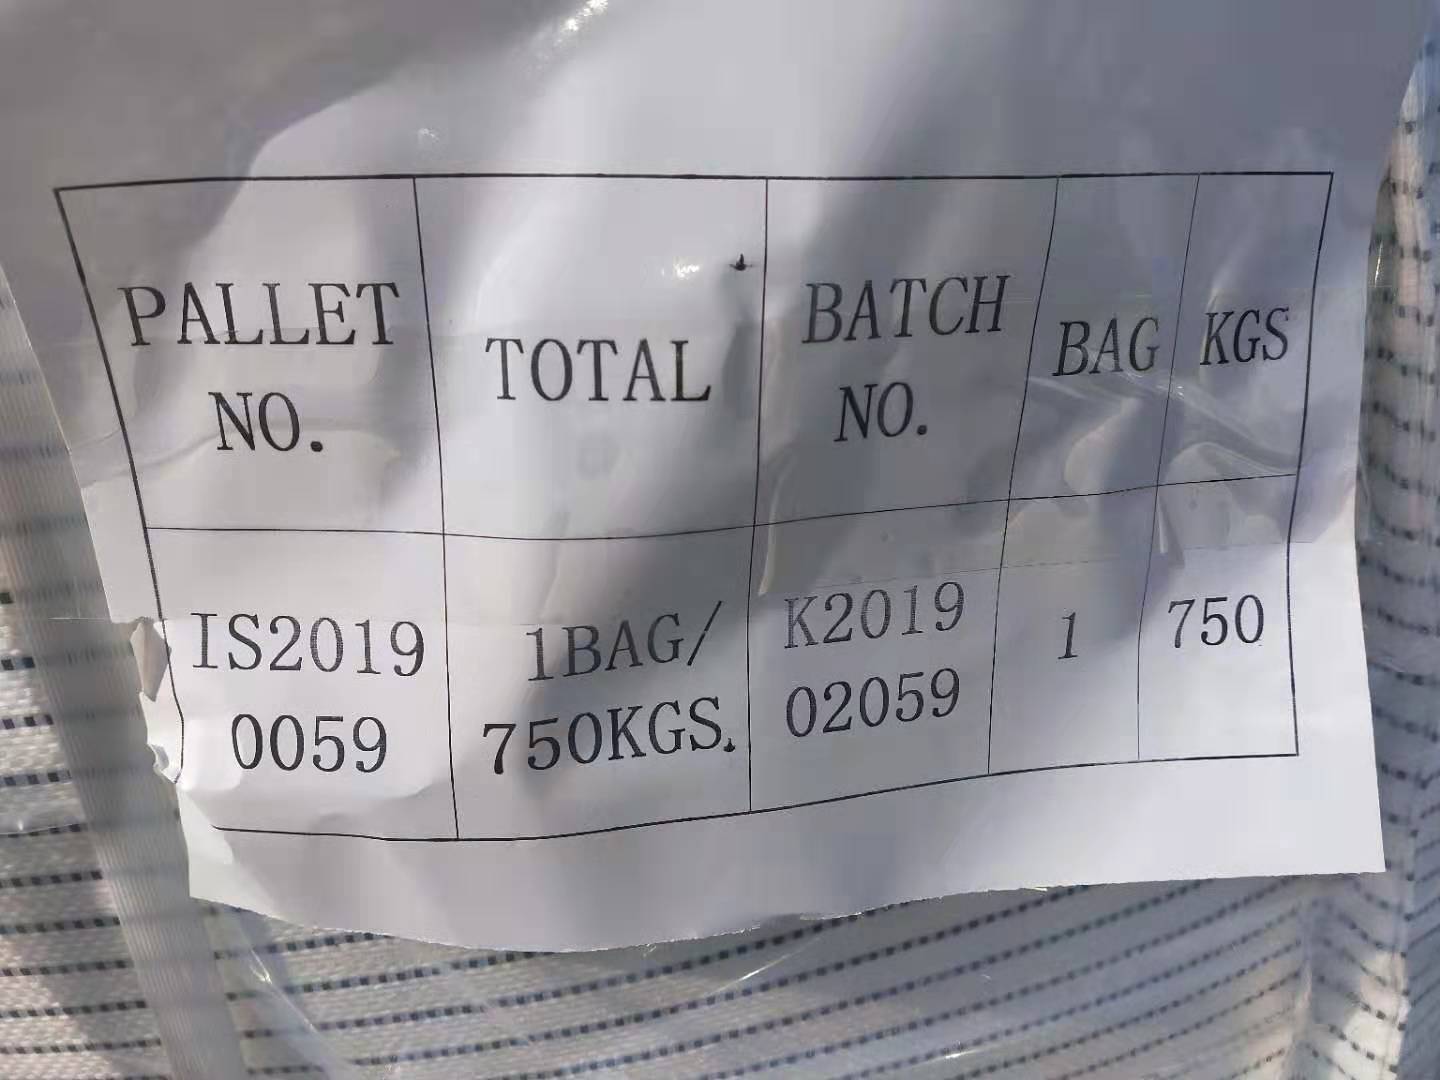 PALLET
NO.
TOTAL
BATCH
NO.
BAG
KGS
IS2019
0059
1BAG/
750KGS.
K2019
02059
1
750